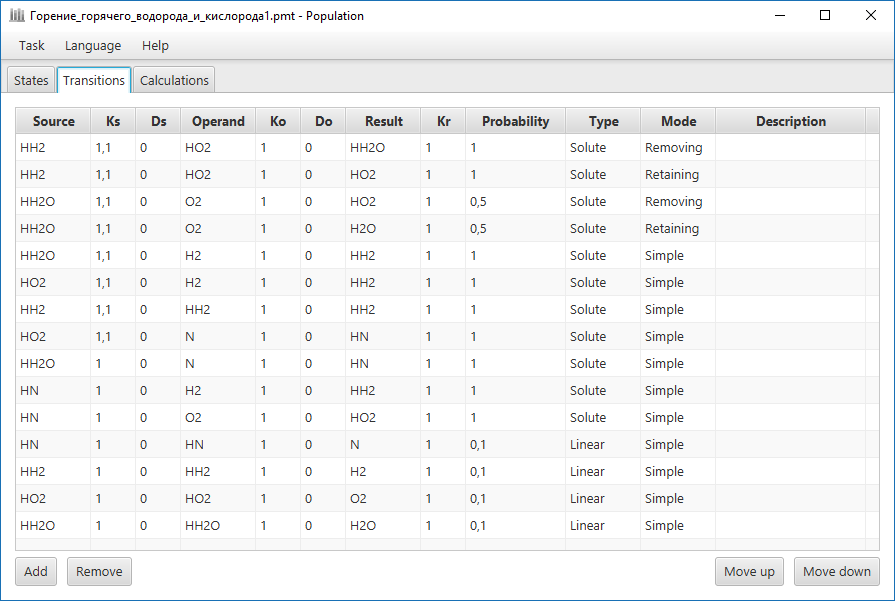 Горение_горячего_водорода_и_кислорода1.pmt - Population
Task Language Help
States Transitions Calculations
Source Ks Ds Operand Ko Do Result Kr Probability Type Mode Description
HH2 1,1 0 HO2 1 0 HH2O 1 1 Solute Removing
HH2 1,1 0 HO2 1 0 HO2 1 1 Solute Retaining
HH2O 1,1 0 O2 1 0 HO2 1 0,5 Solute Removing
HH2O 1,1 0 O2 1 0 H2O 1 0,5 Solute Retaining
HH2O 1,1 0 H2 1 0 HH2 1 1 Solute Simple
HO2 1,1 0 H2 1 0 HH2 1 1 Solute Simple
HH2 1,1 0 HH2 1 0 HH2 1 1 Solute Simple
HO2 1,1 0 N 1 0 HN 1 1 Solute Simple
HH2O 1 0 N 1 0 HN 1 1 Solute Simple
HN 1 0 H2 1 0 HH2 1 1 Solute Simple
HN 1 0 O2 1 0 HO2 1 1 Solute Simple
HN 1 0 HN 1 0 N 1 0,1 Linear Simple
HH2 1 0 HH2 1 0 H2 1 0,1 Linear Simple
HO2 1 0 HO2 1 0 O2 1 0,1 Linear Simple
HH2O 1 0 HH2O 1 0 H2O 1 0,1 Linear Simple
Add Remove Move up Move down